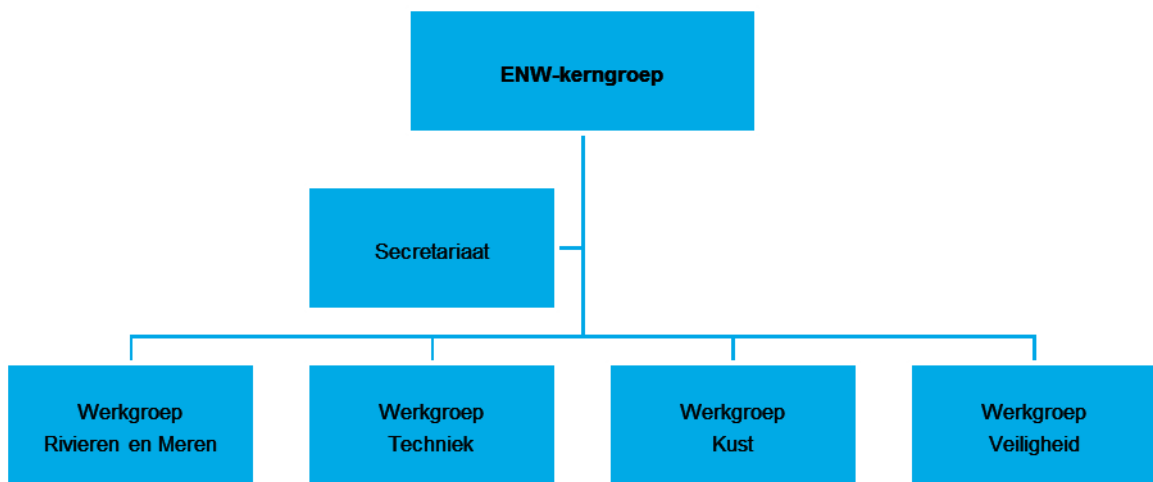 ENW-kerngroep
Secretariaat
Werkgroep
Rivieren en Meren
Werkgroep
Techniek
Werkgroep
Kust
Werkgroep
Veiligheid